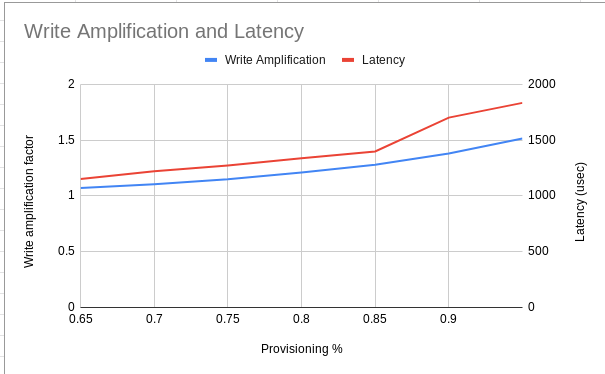 Write Amplification and Latency
Write Amplification
Latency
2
1.5
1
0.5
0
Write amplification factor
2000
1500
1000
500
0
Latency (usec)
0.65
0.7
0.75
0.8
0.85
0.9
Provisioning %